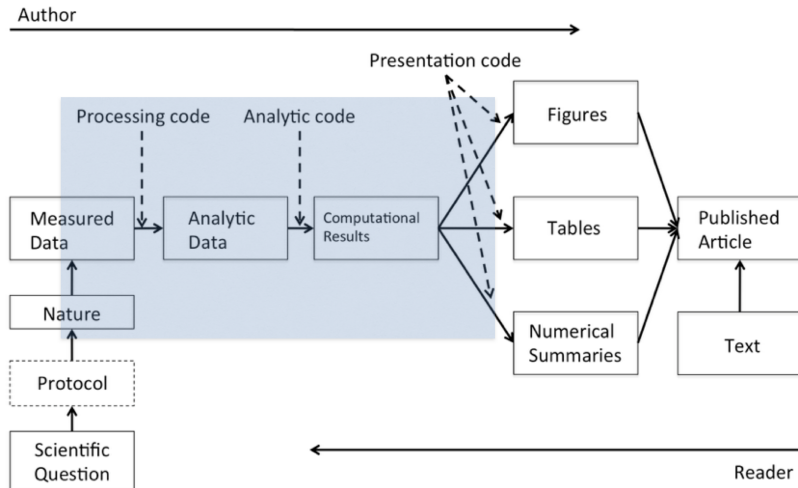 Author
Presentation code
Processing code
Analytic code
Figures
Measured
Data
Analytic
Data
Computational
Results
Tables
Published
Article
Nature
Numerical
Summaries
Text
Protocol
Scientific
Question
Reader